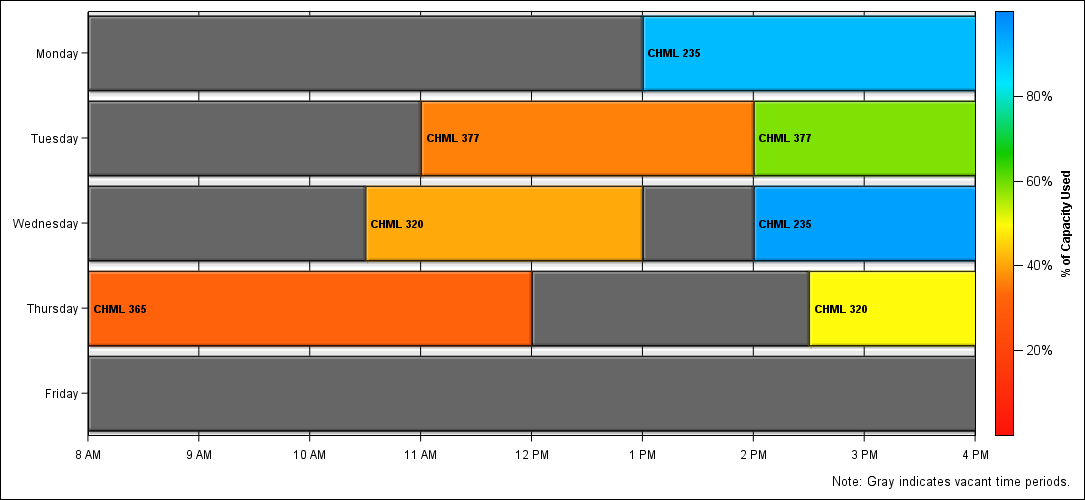 Monday
CHML 235
80%
Tuesday
CHML 377
CHML 377
60%
Wednesday
CHML 320
CHML 235
% of Capacity Used
40%
Thursday
CHML 365
CHML 320
20%
Friday
8 AM 9 AM 10 AM 11 AM 12 PM 1 PM 2 PM 3 PM 4 PM
Note: Gray indicates vacant time periods.